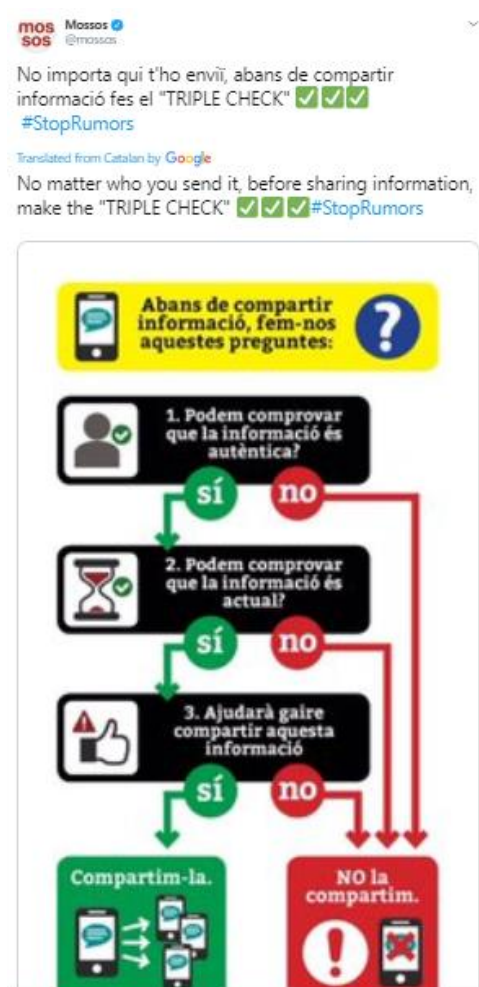 mos
sos
Mossos
@mossos
No importa qui t'ho enviï, abans de compartir
informació fes el "TRIPLE CHECK" ✅✅✅
#StopRumors
Translated from Catalan by Google
No matter who you send it, before sharing information,
make the "TRIPLE CHECK" ✅✅✅#StopRumors
Abans de compartir
informació, fem-nos
aquestes preguntes:
?
1. Podem comprovar
que la informació és
autèntica?
sí no
2. Podem comprovar
que la informació és
actual?
sí no
3. Ajudarà gaire
compartir aquesta
informació
sí no
Compartim-la.
NO la
compartim.
!